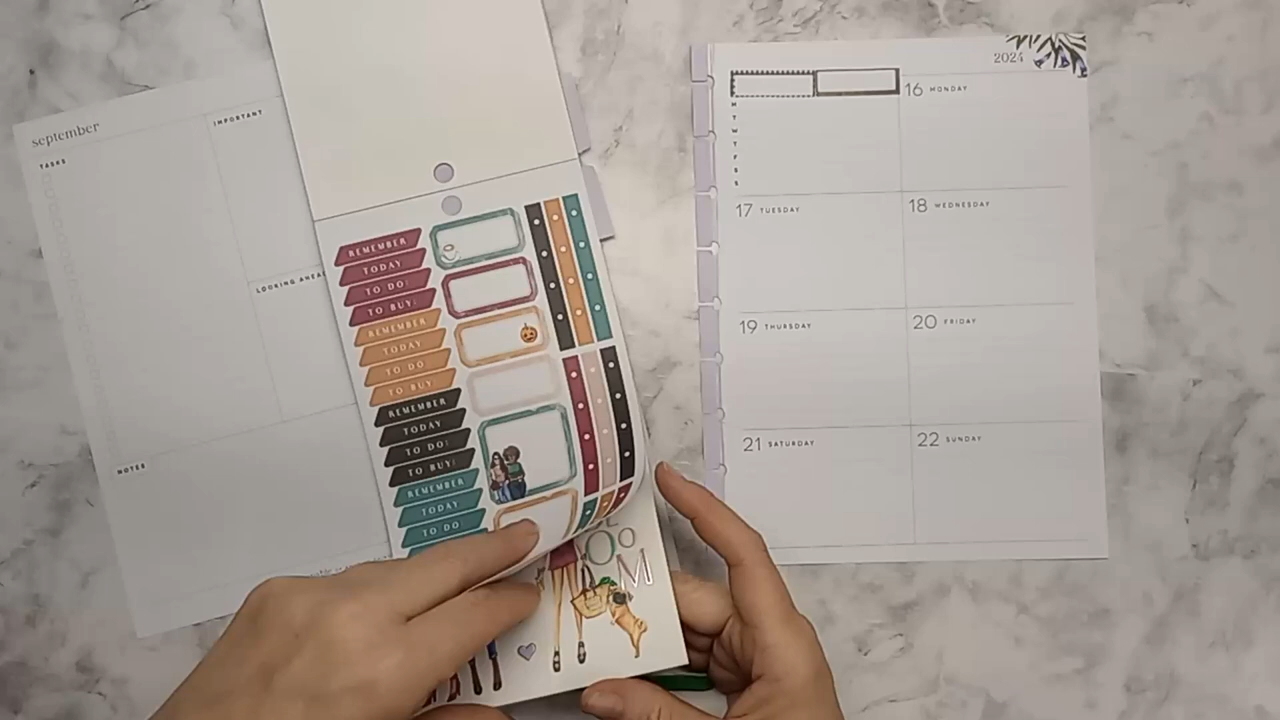 september
TASKS
IMPORTANT
NOTES
REMEMBER
TODAY
TO DO:
TO BUY:
REMEMBER
TODAY
TO DO
TO BUY
REMEMBER
TODAY
TO DO:
TO BUY:
REMEMBER
TODAY
TO DO
2024
M
T
W
T
F
S
S
16 MONDAY
17 TUESDAY
18 WEDNESDAY
19 THURSDAY
20 FRIDAY
21 SATURDAY
22 SUNDAY